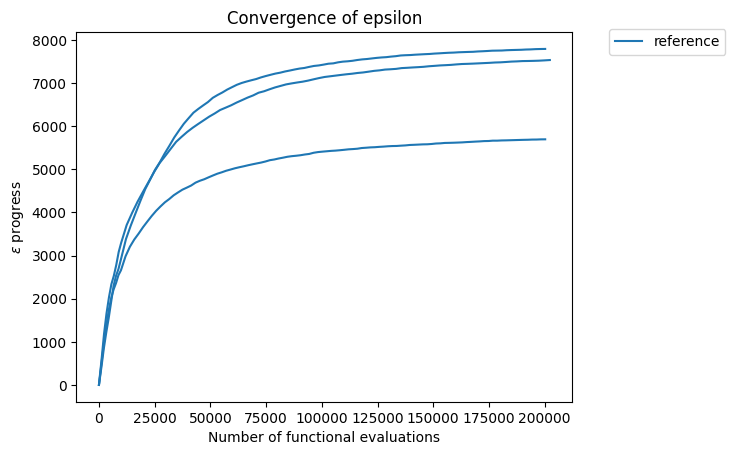 Convergence of epsilon
reference
8000
7000
6000
5000
4000
3000
2000
1000
0
ε progress
0 25000 50000 75000 100000 125000 150000 175000 200000
Number of functional evaluations